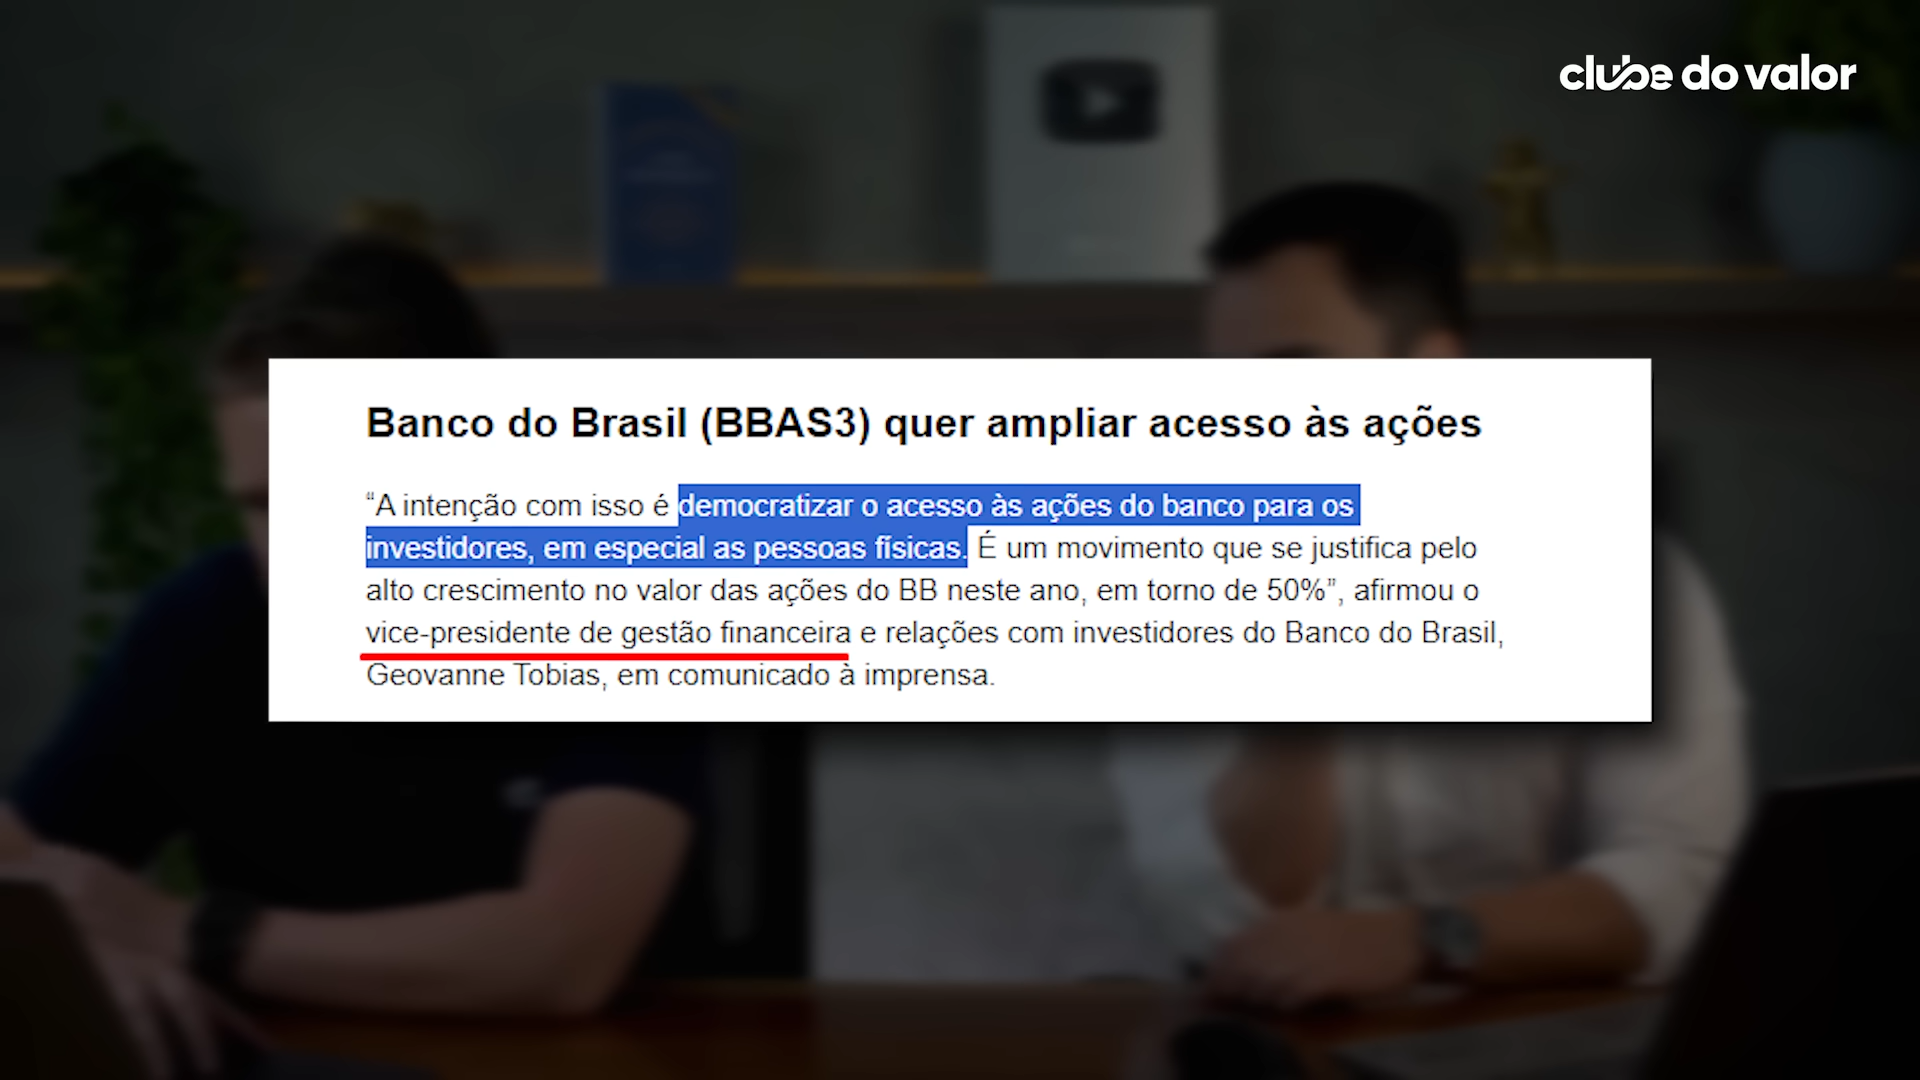 clube do valor
Banco do Brasil (BBAS3) quer ampliar acesso às ações
“A intenção com isso é democratizar o acesso às ações do banco para os
investidores, em especial as pessoas físicas. É um movimento que se justifica pelo
alto crescimento no valor das ações do BB neste ano, em torno de 50%”, afirmou o
vice-presidente de gestão financeira e relações com investidores do Banco do Brasil,
Geovanne Tobias, em comunicado à imprensa.